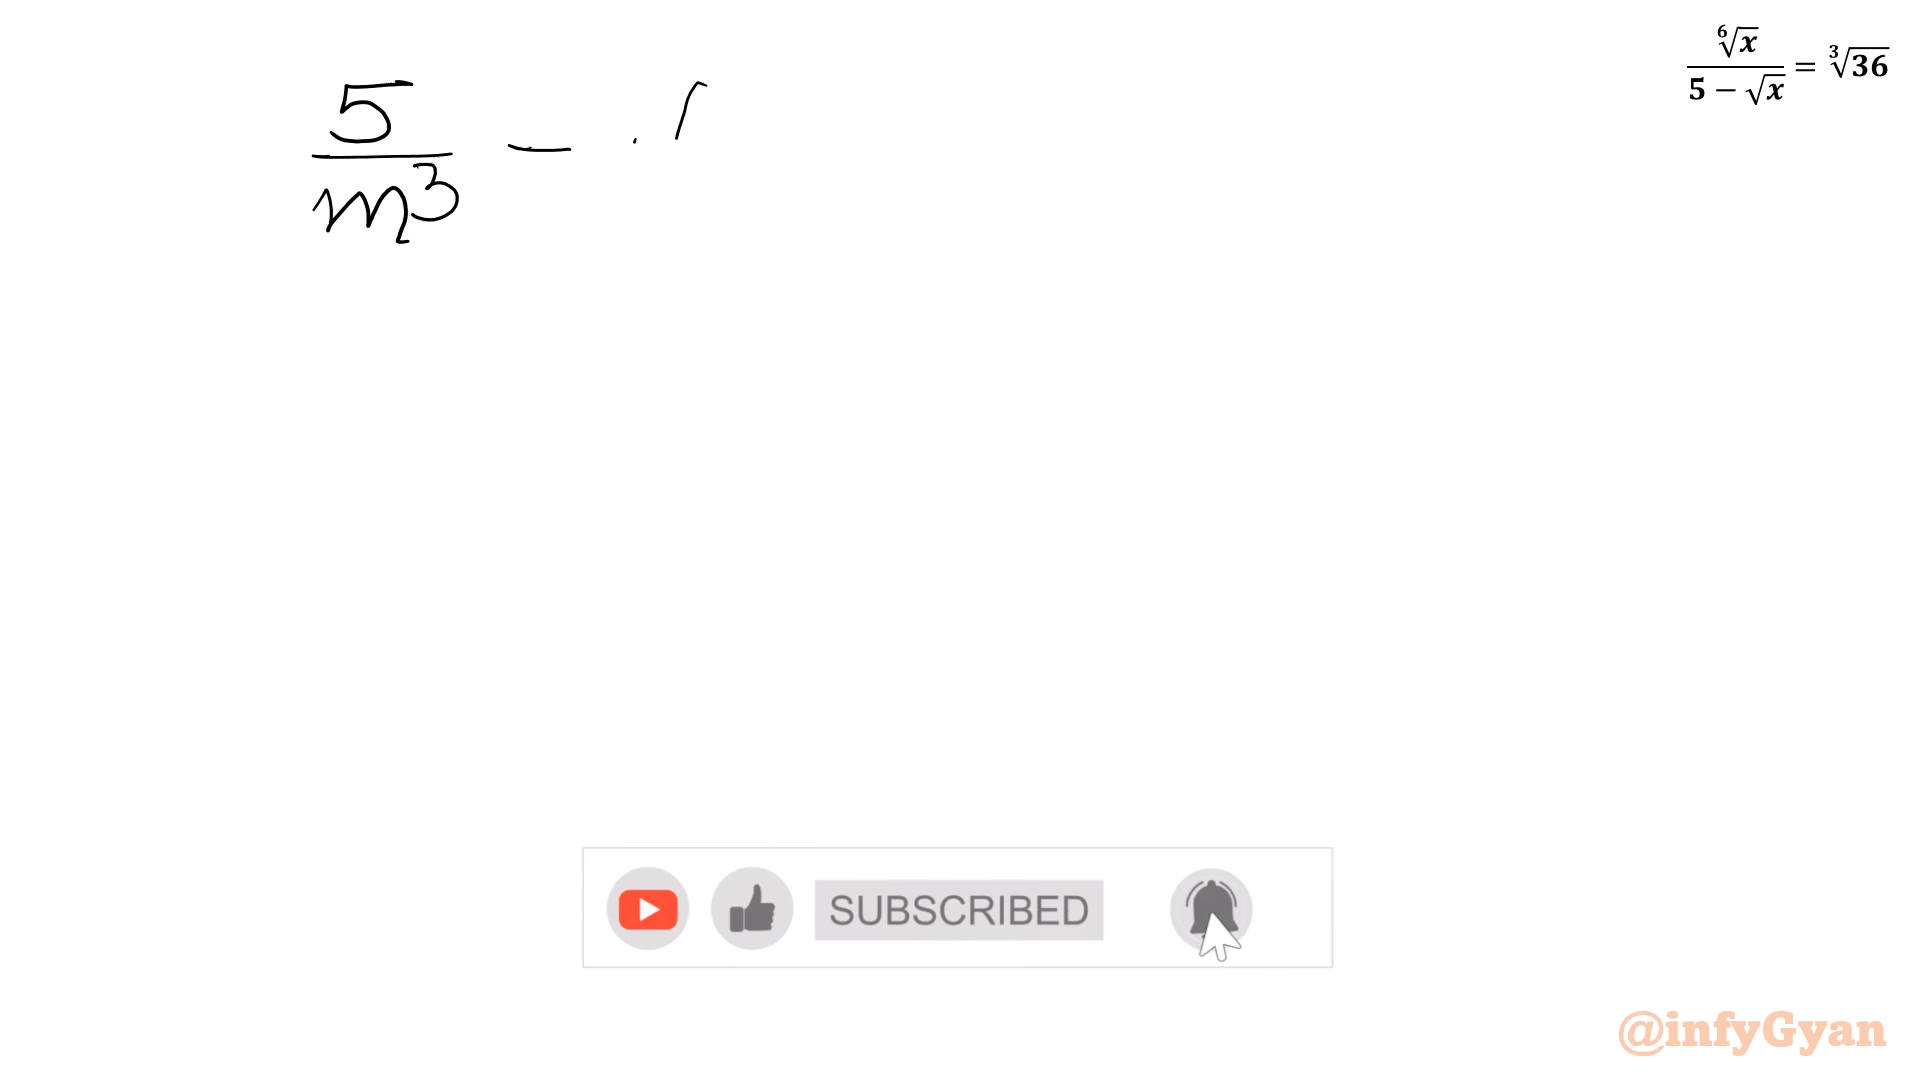 ⁶√x / (5 − √x) = ³√36
5 / m³ −
SUBSCRIBED
@infyGyan